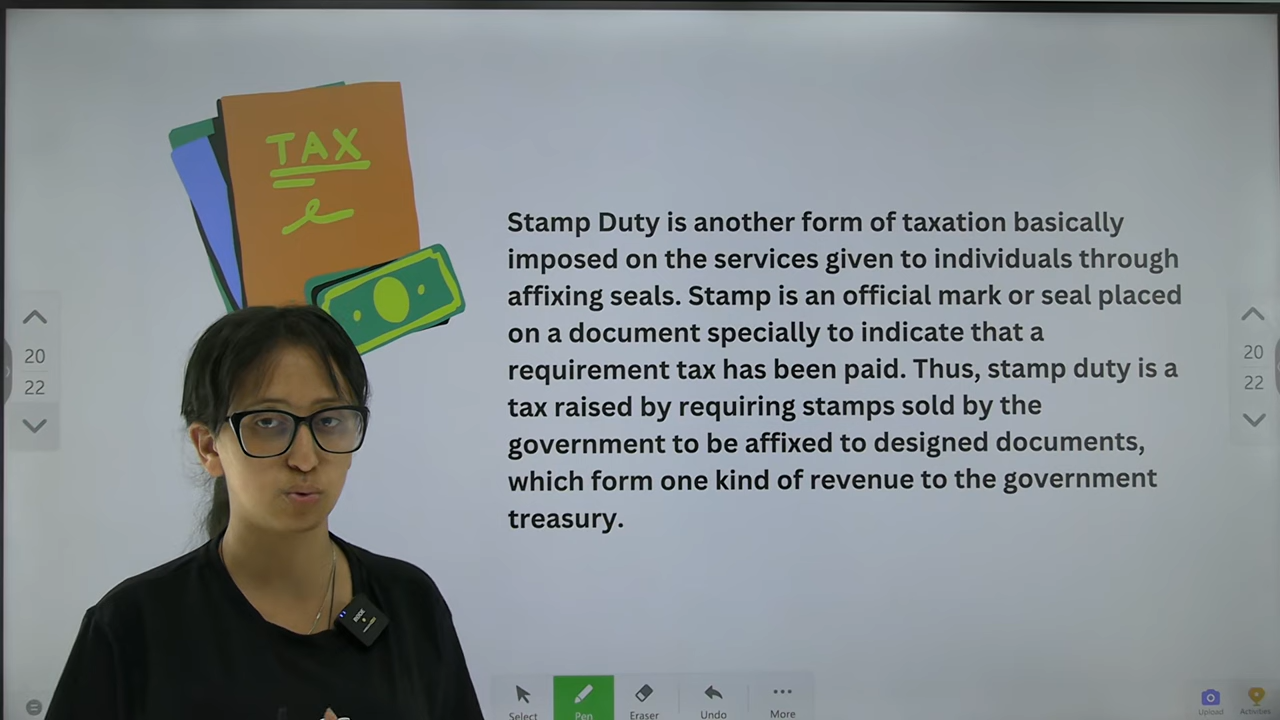 TAX
Stamp Duty is another form of taxation basically
imposed on the services given to individuals through
affixing seals. Stamp is an official mark or seal placed
on a document specially to indicate that a
requirement tax has been paid. Thus, stamp duty is a
tax raised by requiring stamps sold by the
government to be affixed to designed documents,
which form one kind of revenue to the government
treasury.
20
22
20
22
Select
Pen
Eraser
Undo
More
Upload
Activities